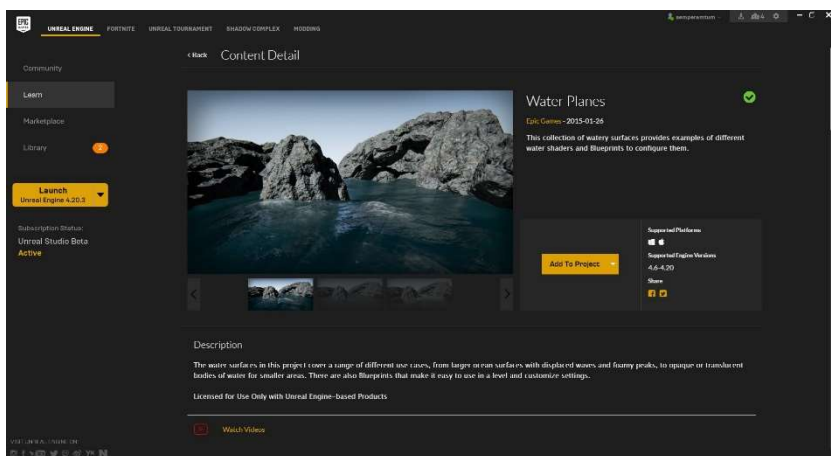 EPIC GAMES
UNREAL ENGINE
FORTNITE
UNREAL TOURNAMENT
SHADOW COMPLEX
MODDING
Community
Learn
Marketplace
Library
2
Launch
Unreal Engine 4.20.3
Subscription Status:
Unreal Studio Beta
Active
< Back
Content Detail
Water Planes
Epic Games - 2015-01-26
This collection of watery surfaces provides examples of different
water shaders and Blueprints to configure them.
Add To Project
Supported Platforms
Supported Engine Versions
4.6-4.20
Share
Description
The water surfaces in this project cover a range of different use cases, from larger ocean surfaces with displaced waves and foamy peaks, to opaque or translucent
bodies of water for smaller areas. There are also Blueprints that make it easy to use in a level and customize settings.
Licensed for Use Only with Unreal Engine-based Products
Watch Videos